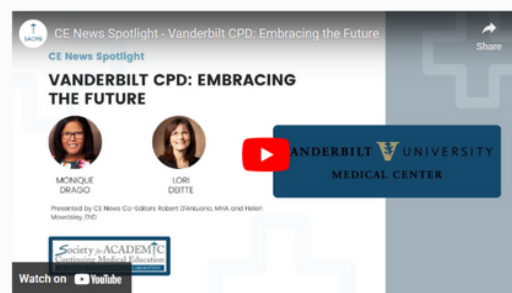 SACME
CE News Spotlight - Vanderbilt CPD: Embracing the Future
Share
CE News Spotlight
VANDERBILT CPD: EMBRACING
THE FUTURE
MONIQUE
DRAGO
LORI
DEITTE
ANDERBILT UNIVERSITY
MEDICAL CENTER
Presented by CE News Co-Editors Robert D'Antuono, MHA and Helen
Mawdsley, EhD
Society for ACADEMIC
Continuing Medical Education
Watch on YouTube